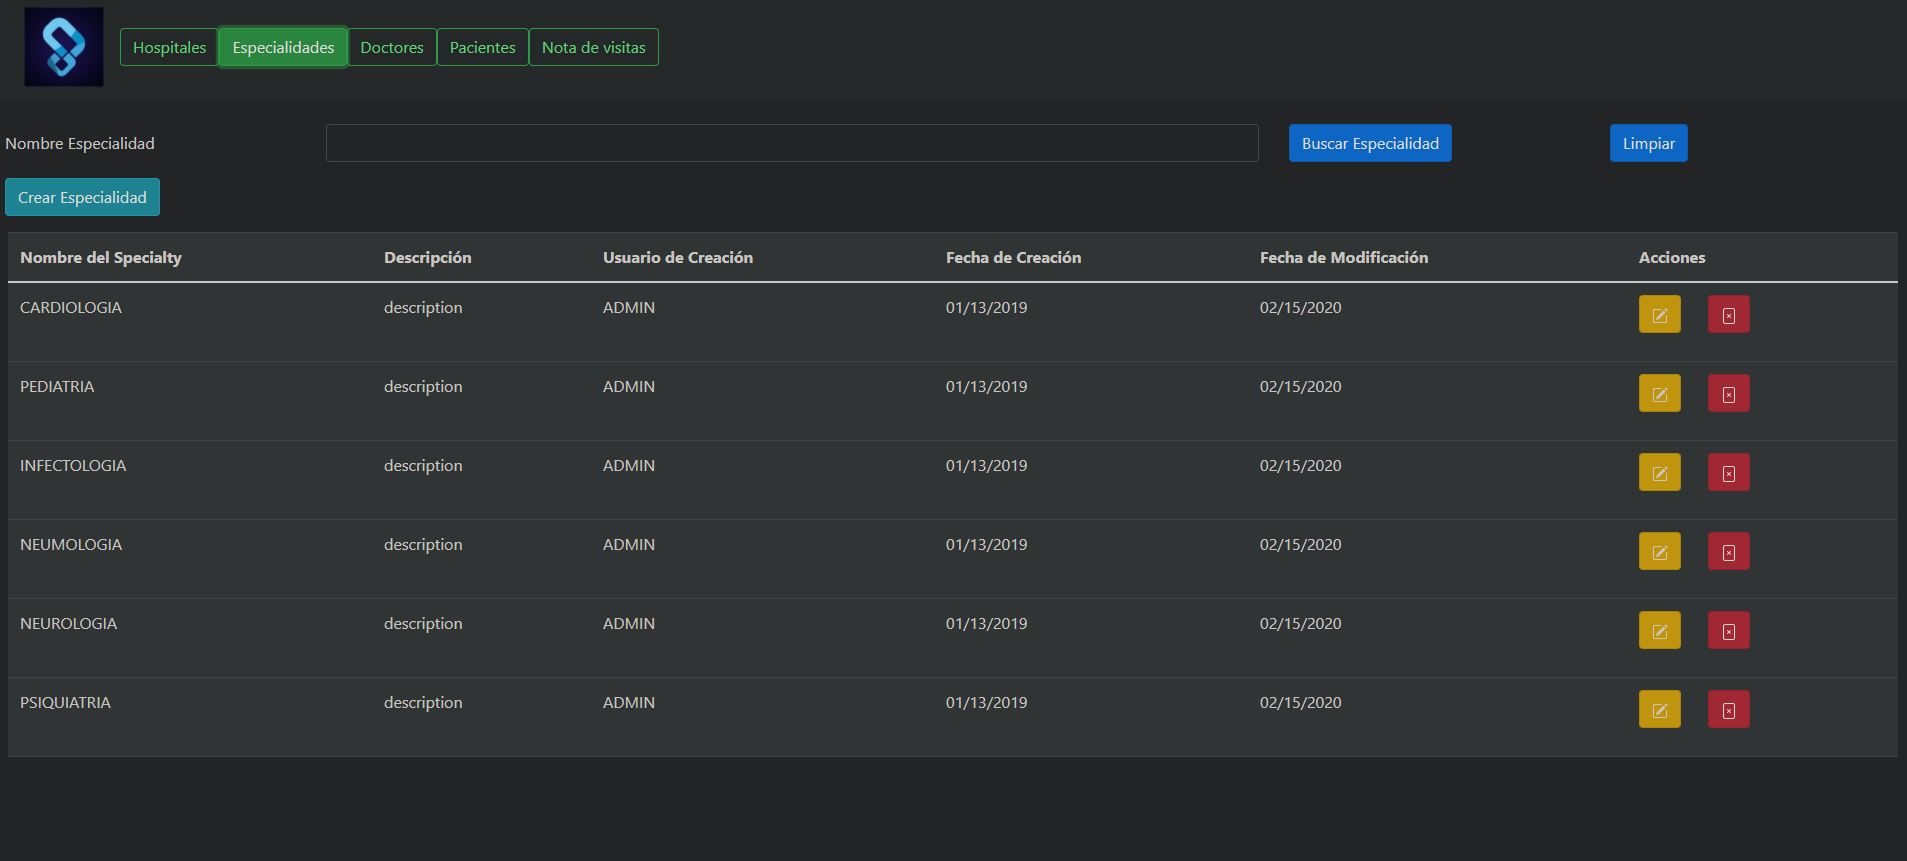 Hospitales Especialidades Doctores Pacientes Nota de visitas
Nombre Especialidad Buscar Especialidad Limpiar
Crear Especialidad
Nombre del Specialty Descripción Usuario de Creación Fecha de Creación Fecha de Modificación Acciones
CARDIOLOGIA description ADMIN 01/13/2019 02/15/2020
PEDIATRIA description ADMIN 01/13/2019 02/15/2020
INFECTOLOGIA description ADMIN 01/13/2019 02/15/2020
NEUMOLOGIA description ADMIN 01/13/2019 02/15/2020
NEUROLOGIA description ADMIN 01/13/2019 02/15/2020
PSIQUIATRIA description ADMIN 01/13/2019 02/15/2020